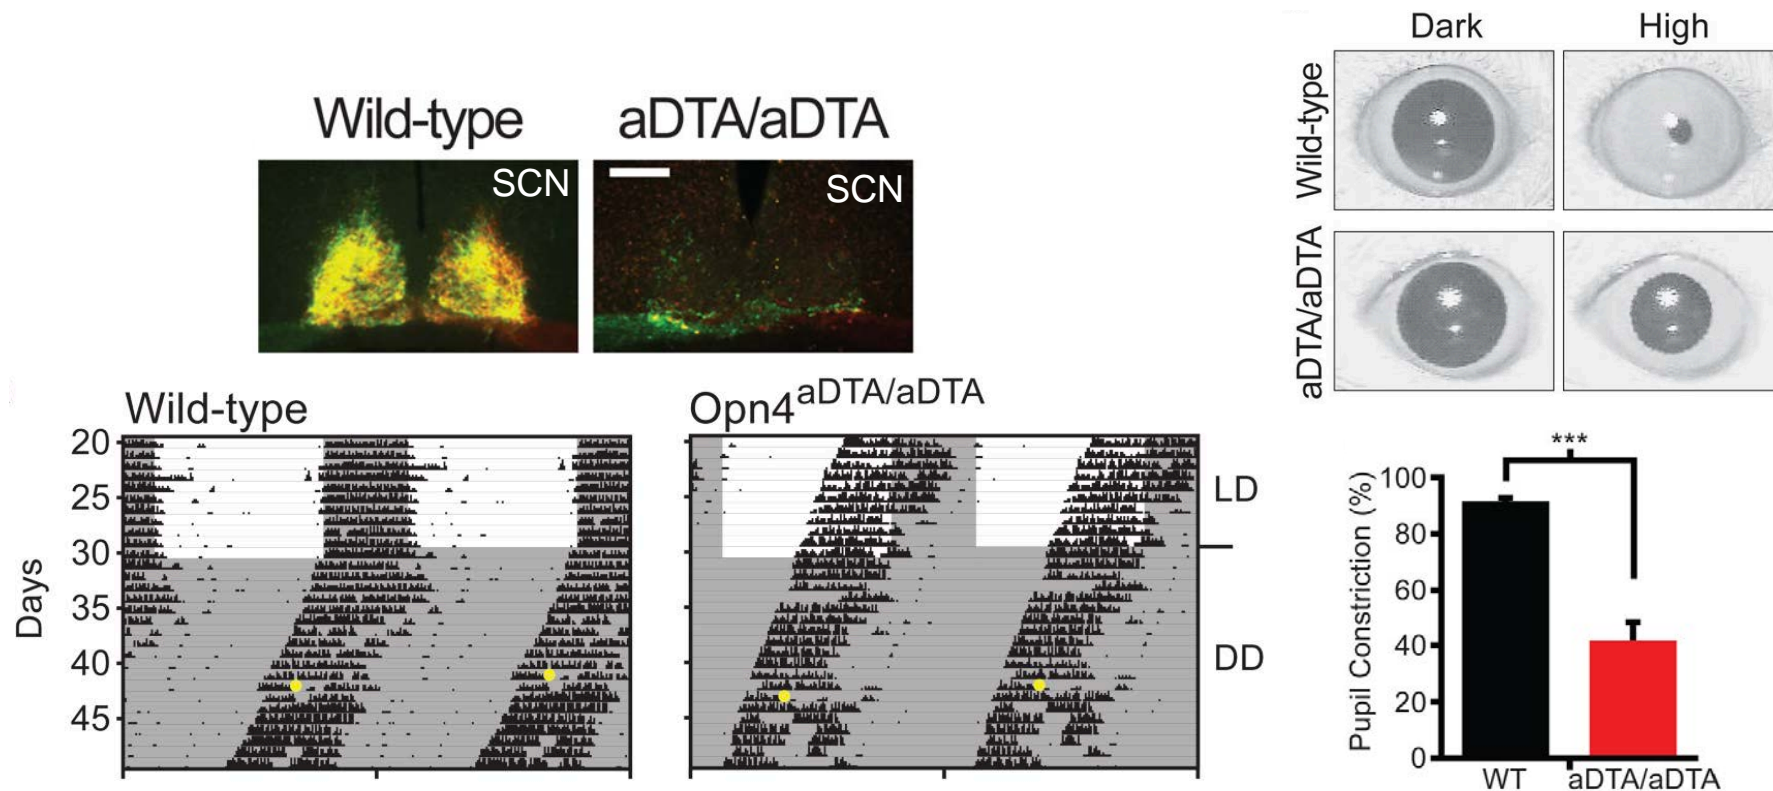 Wild-type
aDTA/aDTA
SCN
SCN
Dark
High
Wild-type
aDTA/aDTA
Wild-type
Opn4aDTA/aDTA
Days
20
25
30
35
40
45
LD
DD
***
Pupil Constriction (%)
100
80
60
40
20
0
WT
aDTA/aDTA